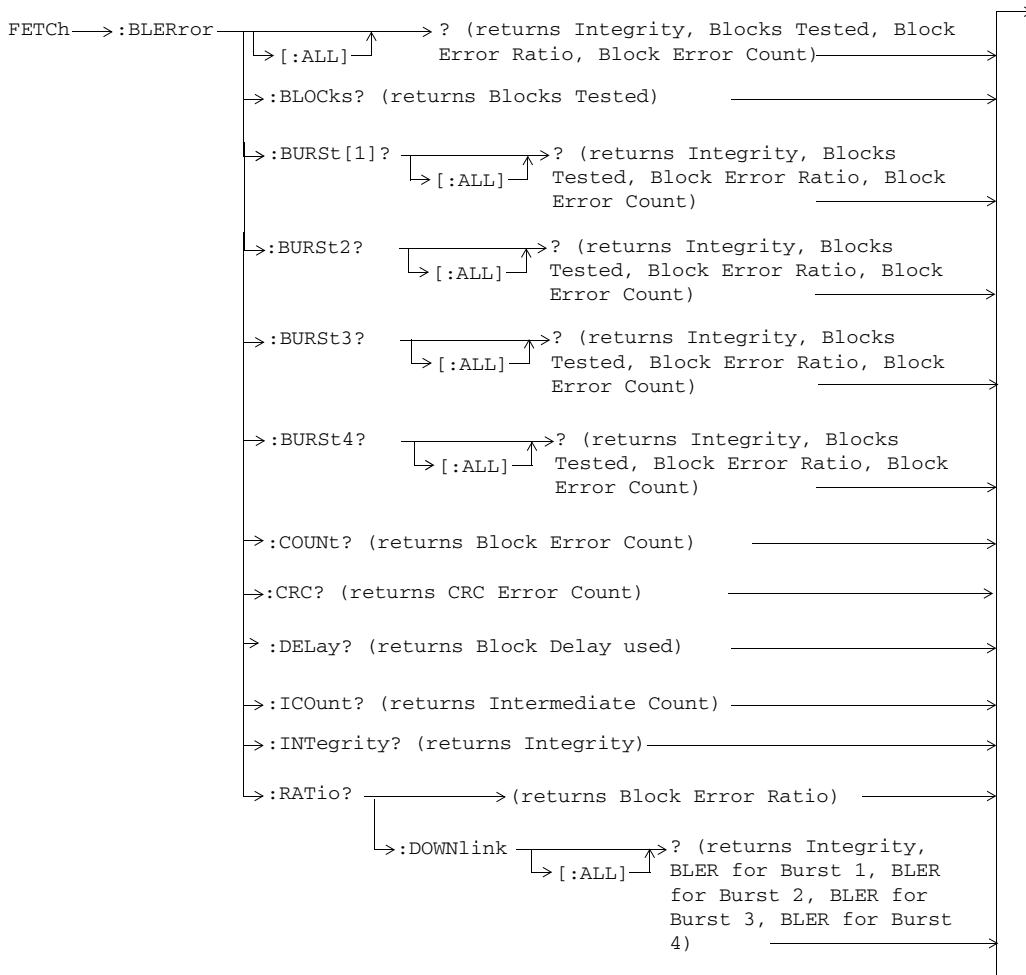 FETCh :BLERror ? (returns Integrity, Blocks Tested, Block
[:ALL] Error Ratio, Block Error Count)
:BLOCks? (returns Blocks Tested)
:BURSt[1]? ? (returns Integrity, Blocks
[:ALL] Tested, Block Error Ratio, Block
Error Count)
:BURSt2? ? (returns Integrity, Blocks
[:ALL] Tested, Block Error Ratio, Block
Error Count)
:BURSt3? ? (returns Integrity, Blocks
[:ALL] Tested, Block Error Ratio, Block
Error Count)
:BURSt4? ? (returns Integrity, Blocks
[:ALL] Tested, Block Error Ratio, Block
Error Count)
:COUNt? (returns Block Error Count)
:CRC? (returns CRC Error Count)
:DELay? (returns Block Delay used)
:ICOunt? (returns Intermediate Count)
:INTegrity? (returns Integrity)
:RATio? (returns Block Error Ratio)
:DOWNlink ? (returns Integrity,
[:ALL] BLER for Burst 1, BLER
for Burst 2, BLER for
Burst 3, BLER for Burst
4)